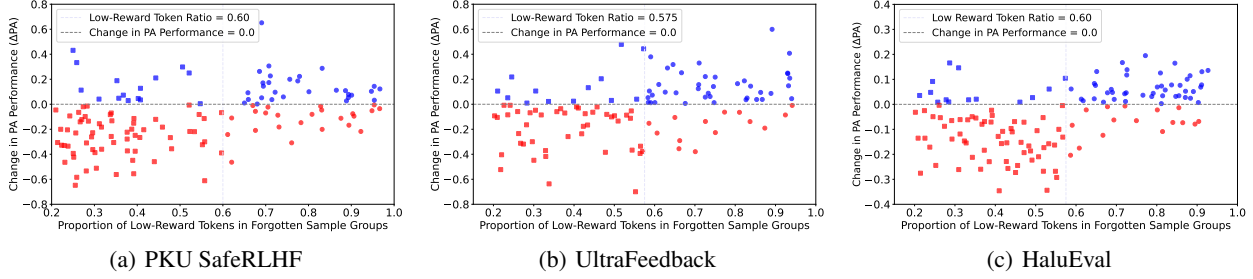 Low-Reward Token Ratio = 0.60
Change in PA Performance = 0.0
Change in PA Performance (ΔPA)
0.8
0.6
0.4
0.2
0.0
−0.2
−0.4
−0.6
−0.8
0.2 0.3 0.4 0.5 0.6 0.7 0.8 0.9 1.0
Proportion of Low-Reward Tokens in Forgotten Sample Groups
(a) PKU SafeRLHF
Low Reward Token Ratio = 0.575
Change in PA Performance = 0.0
Change in PA Performance (ΔPA)
0.8
0.6
0.4
0.2
0.0
−0.2
−0.4
−0.6
−0.8
0.2 0.3 0.4 0.5 0.6 0.7 0.8 0.9 1.0
Proportion of Low-Reward Tokens in Forgotten Sample Groups
(b) UltraFeedback
Low-Reward Token Ratio = 0.60
Change in PA Performance = 0.0
Change in PA Performance (ΔPA)
0.4
0.3
0.2
0.1
0.0
−0.1
−0.2
−0.3
−0.4
0.2 0.3 0.4 0.5 0.6 0.7 0.8 0.9 1.0
Proportion of Low-Reward Tokens in Forgotten Sample Groups
(c) HaluEval